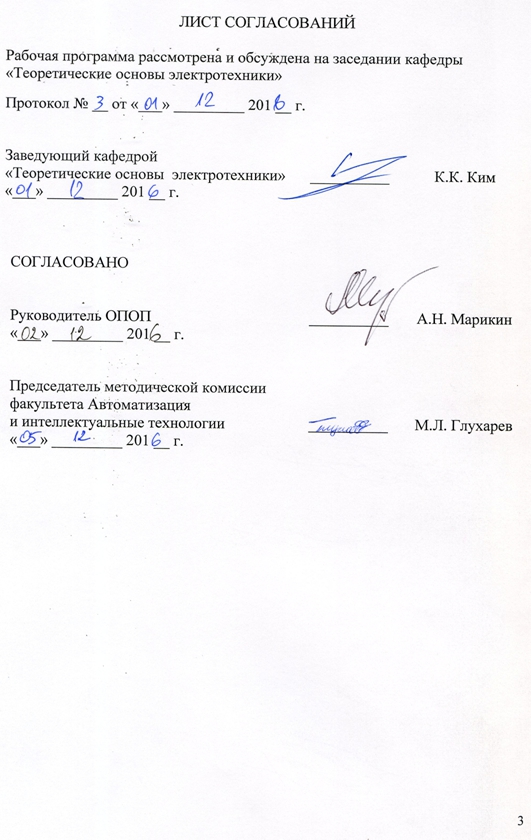 ЛИСТ СОГЛАСОВАНИЙ
Рабочая программа рассмотрена и обсуждена на заседании кафедры
«Теоретические основы электротехники»
Протокол № 3 от «01» 12 2016 г.
Заведующий кафедрой
«Теоретические основы электротехники» К.К. Ким
«01» 12 2016 г.
СОГЛАСОВАНО
Руководитель ОПОП А.Н. Марикин
«02» 12 2016 г.
Председатель методической комиссии
факультета Автоматизация
и интеллектуальные технологии М.Л. Глухарев
«05» 12. 2016 г.
3